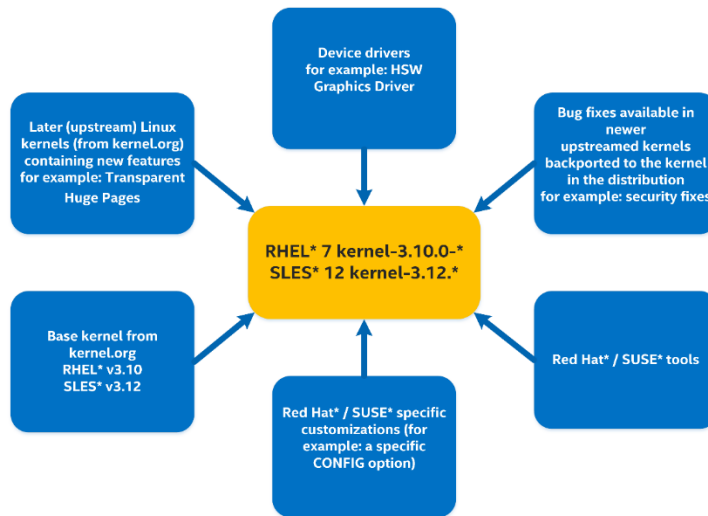 Device drivers
for example: HSW
Graphics Driver
Later (upstream) Linux
kernels (from kernel.org)
containing new features
for example: Transparent
Huge Pages
Bug fixes available in
newer
upstreamed kernels
backported to the kernel
in the distribution
for example: security fixes
RHEL* 7 kernel-3.10.0-*
SLES* 12 kernel-3.12.*
Base kernel from
kernel.org
RHEL* v3.10
SLES* v3.12
Red Hat* / SUSE* specific
customizations (for
example: a specific
CONFIG option)
Red Hat* / SUSE* tools